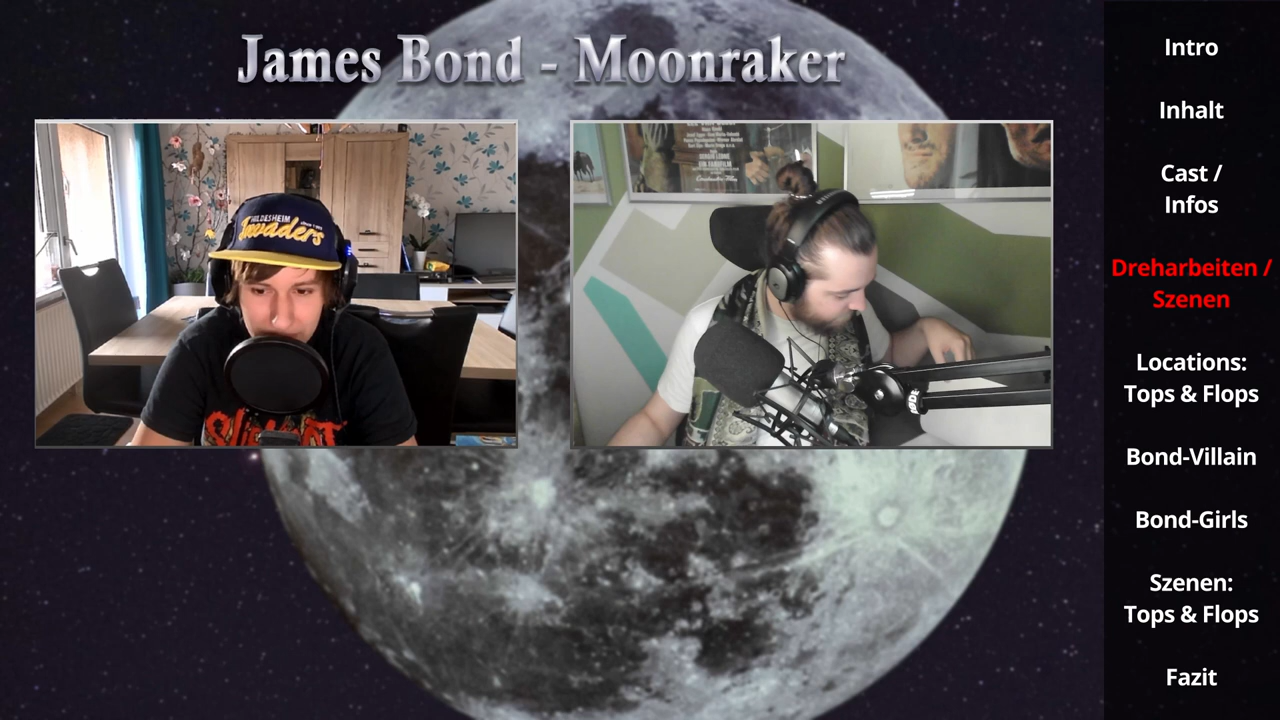 James Bond - Moonraker
HILDESHEIM
Invaders
SLIPKNOT
Intro
Inhalt
Cast /
Infos
Dreharbeiten /
Szenen
Locations:
Tops & Flops
Bond-Villain
Bond-Girls
Szenen:
Tops & Flops
Fazit